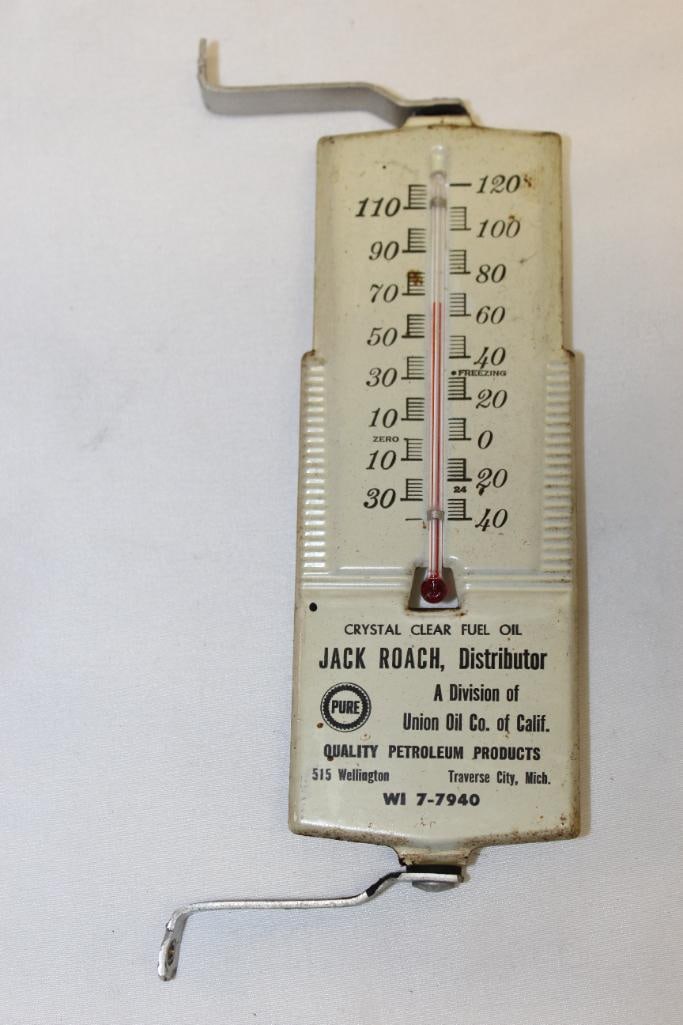 120
110
100
90
80
70
60
50
40
30
FREEZING
20
10
0
ZERO
10
20
24
30
40
CRYSTAL CLEAR FUEL OIL
JACK ROACH, Distributor
PURE
A Division of
Union Oil Co. of Calif.
QUALITY PETROLEUM PRODUCTS
515 Wellington Traverse City, Mich.
WI 7-7940